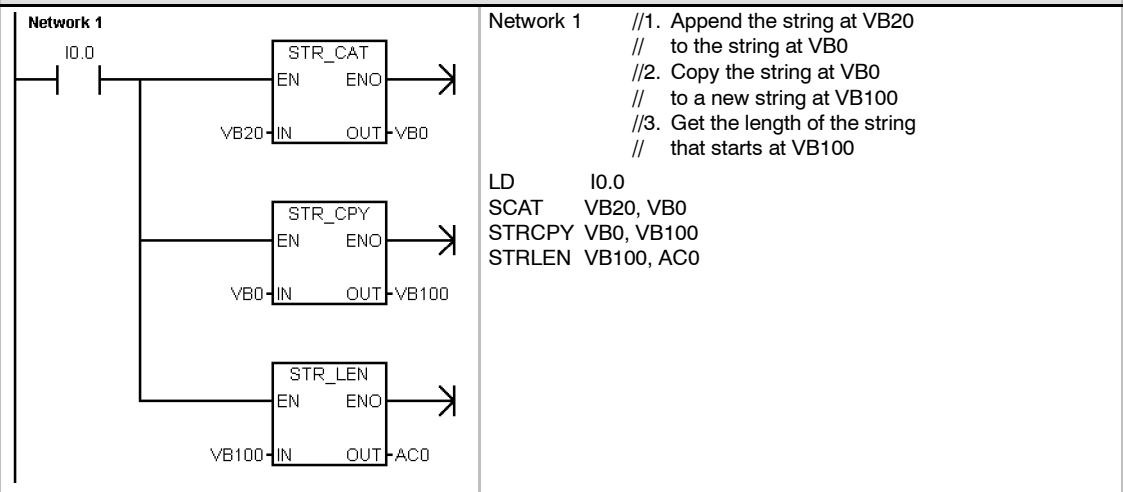 Network 1
I0.0
STR_CAT
EN ENO
VB20 IN OUT VB0
STR_CPY
EN ENO
VB0 IN OUT VB100
STR_LEN
EN ENO
VB100 IN OUT AC0
Network 1 //1. Append the string at VB20
// to the string at VB0
//2. Copy the string at VB0
// to a new string at VB100
//3. Get the length of the string
// that starts at VB100
LD I0.0
SCAT VB20, VB0
STRCPY VB0, VB100
STRLEN VB100, AC0